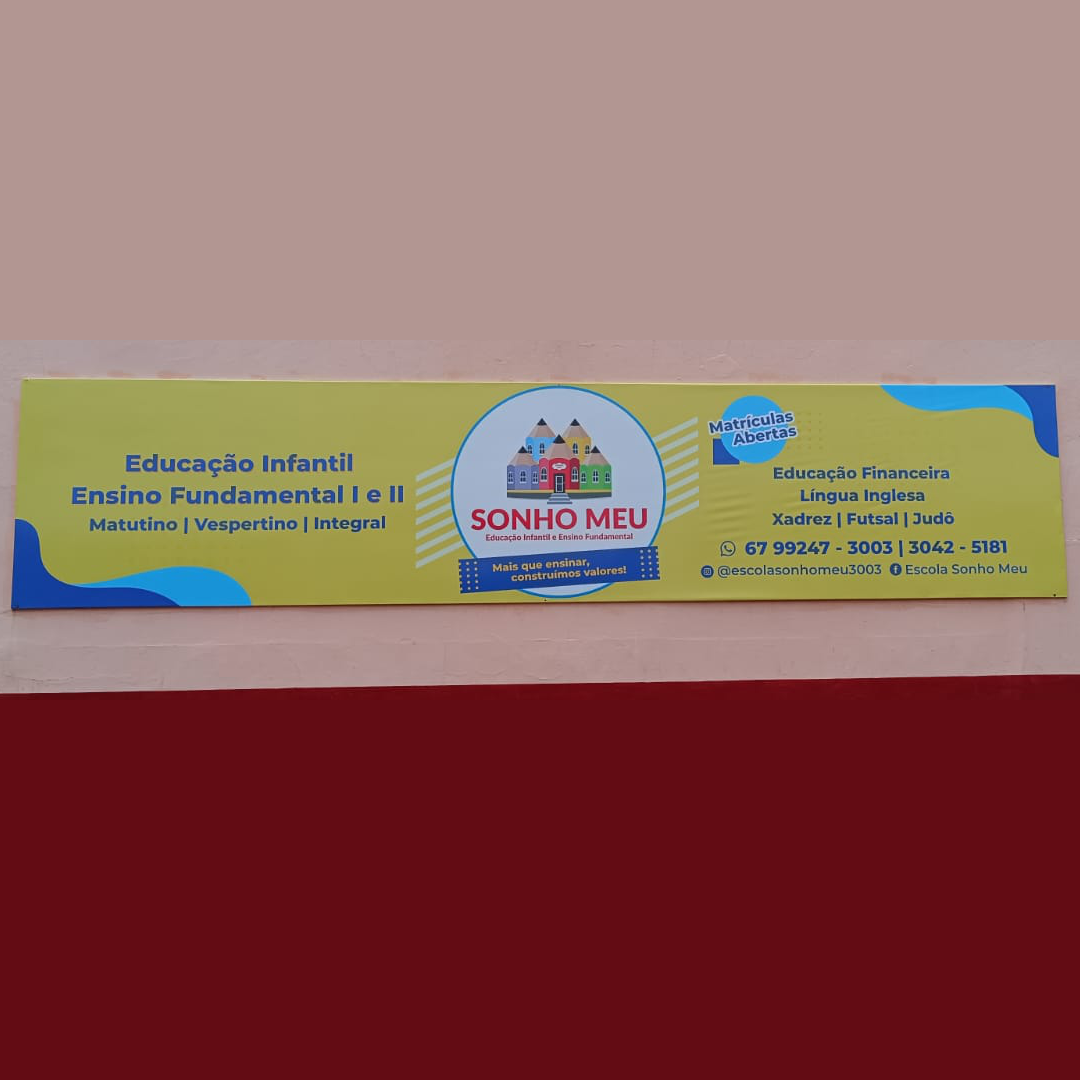 Educação Infantil
Ensino Fundamental I e II
Matutino | Vespertino | Integral
SONHO MEU
Educação Infantil e Ensino Fundamental
Mais que ensinar,
construímos valores!
Matrículas
Abertas
Educação Financeira
Língua Inglesa
Xadrez | Futsal | Judô
67 99247 - 3003 | 3042 - 5181
@escolasonhomeu3003 Escola Sonho Meu